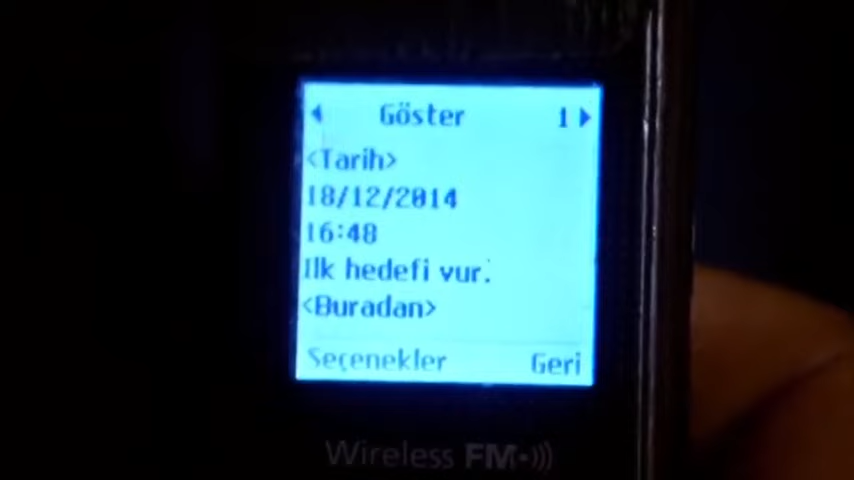 Göster 1
<Tarih>
18/12/2014
16:48
Ilk hedefi vur.
<Buradan>
Seçenekler Geri
Wireless FM